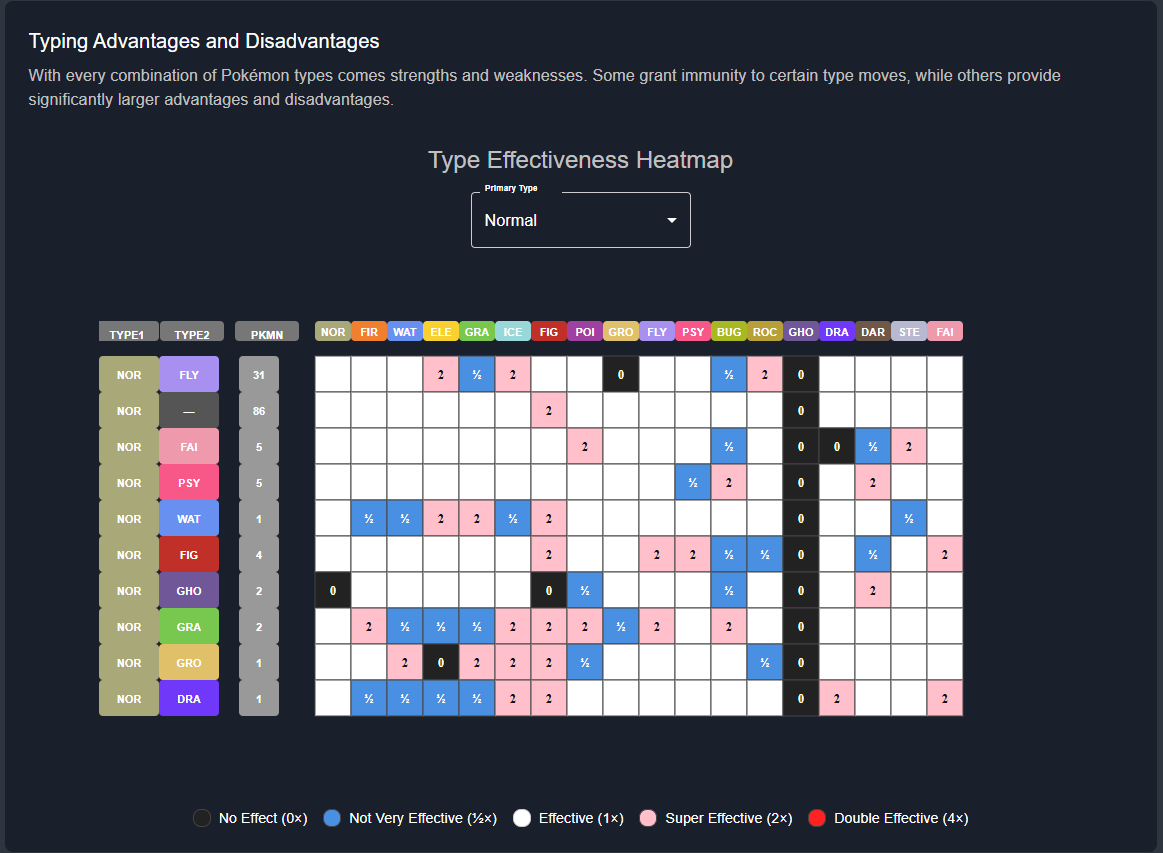 Typing Advantages and Disadvantages
With every combination of Pokémon types comes strengths and weaknesses. Some grant immunity to certain type moves, while others provide
significantly larger advantages and disadvantages.
Type Effectiveness Heatmap
Primary Type
Normal
TYPE1 TYPE2 PKMN NOR FIR WAT ELE GRA ICE FIG POI GRO FLY PSY BUG ROC GHO DRA DAR STE FAI
NOR FLY 31 2 ½ 2 0 ½ 2 0
NOR — 86 2 0
NOR FAI 5 2 ½ 0 0 ½ 2
NOR PSY 5 ½ 2 0 2
NOR WAT 1 ½ ½ 2 2 ½ 2 0 ½
NOR FIG 4 2 2 2 ½ ½ 0 ½ 2
NOR GHO 2 0 0 ½ ½ 0 2
NOR GRA 2 2 ½ ½ ½ 2 2 2 ½ 2 2 0
NOR GRO 1 2 0 2 2 2 ½ ½ 0
NOR DRA 1 ½ ½ ½ ½ 2 2 0 2 2
No Effect (0×) Not Very Effective (½×) Effective (1×) Super Effective (2×) Double Effective (4×)